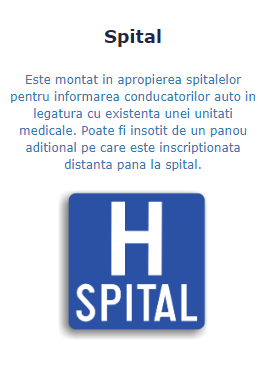 Spital
Este montat in apropierea spitalelor
pentru informarea conducatorilor auto in
legatura cu existenta unei unitati
medicale. Poate fi insotit de un panou
aditional pe care este inscriptionata
distanta pana la spital.
H
SPITAL